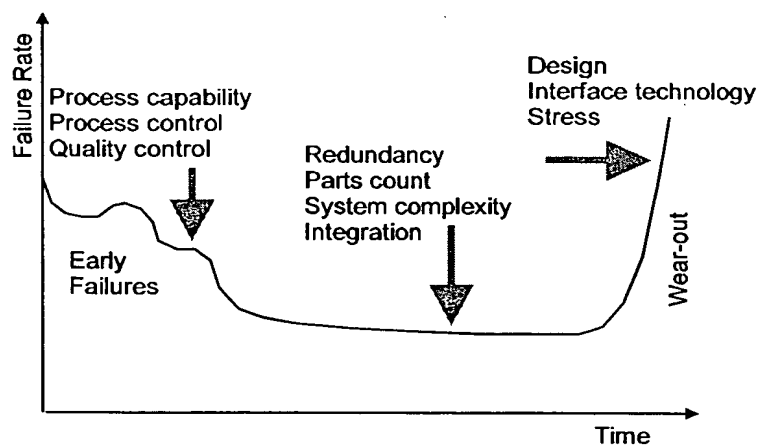 Failure Rate
Process capability
Process control
Quality control
Early
Failures
Redundancy
Parts count
System complexity
Integration
Design
Interface technology
Stress
Wear-out
Time